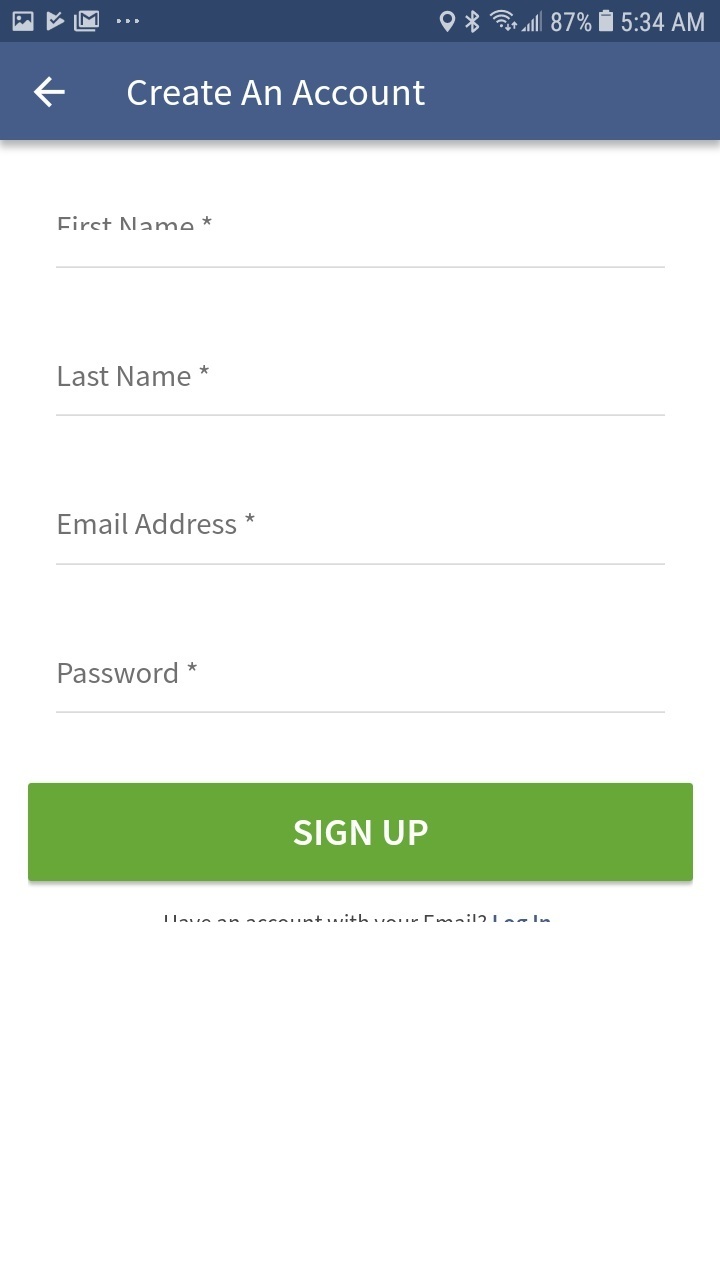 87% 5:34 AM
Create An Account
First Name *
Last Name *
Email Address *
Password *
SIGN UP
Have an account with your Email? Log In